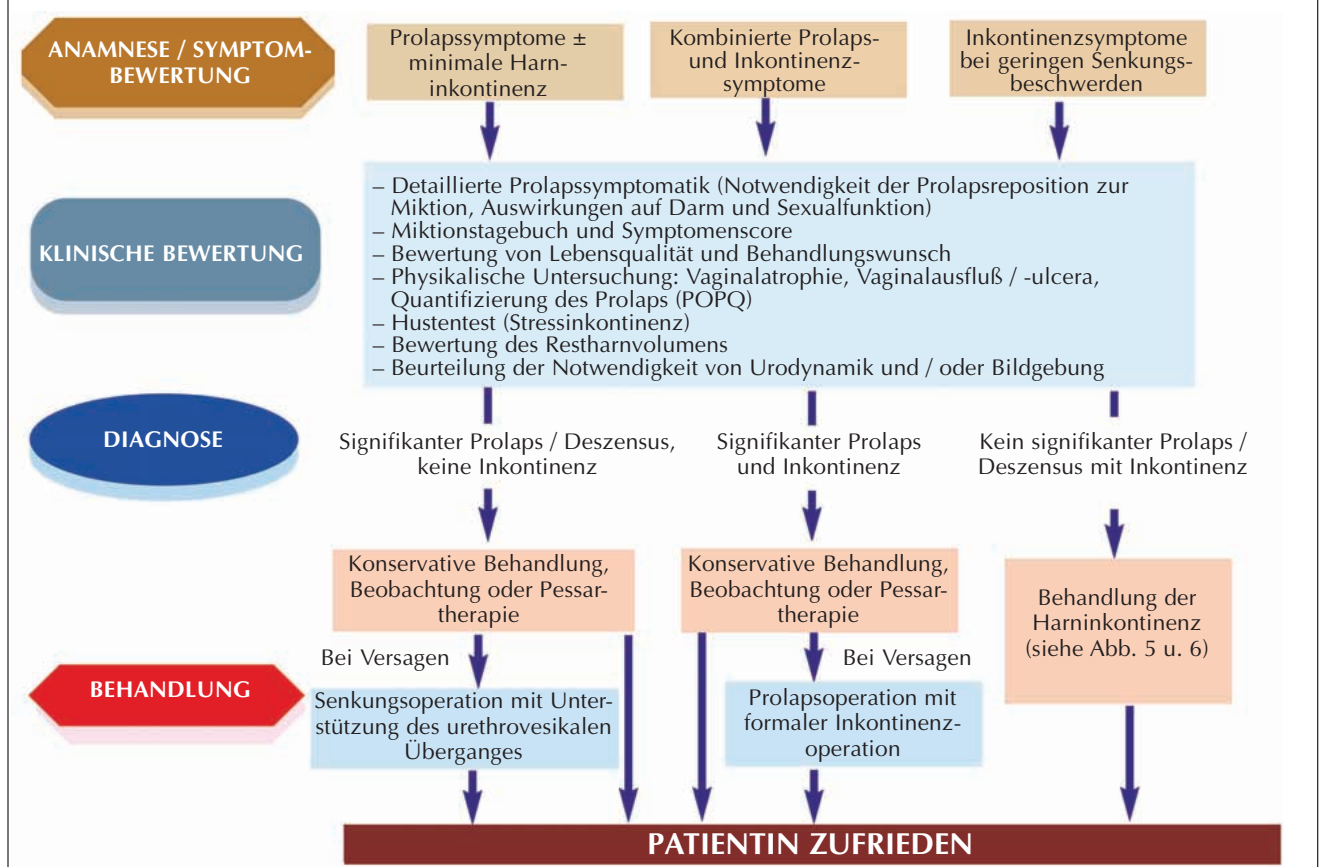 ANAMNESE / SYMPTOM-
BEWERTUNG
Prolapssymptome ±
minimale Harn-
inkontinenz
Kombinierte Prolaps-
und Inkontinenz-
symptome
Inkontinenzsymptome
bei geringen Senkungs-
beschwerden
KLINISCHE BEWERTUNG
– Detaillierte Prolapssymptomatik (Notwendigkeit der Prolapsreposition zur
Miktion, Auswirkungen auf Darm und Sexualfunktion)
– Miktionstagebuch und Symptomenscore
– Bewertung von Lebensqualität und Behandlungswunsch
– Physikalische Untersuchung: Vaginalatrophie, Vaginalausfluß / -ulcera,
Quantifizierung des Prolaps (POPQ)
– Hustentest (Stressinkontinenz)
– Bewertung des Restharnvolumens
– Beurteilung der Notwendigkeit von Urodynamik und / oder Bildgebung
DIAGNOSE
Signifikanter Prolaps / Deszensus,
keine Inkontinenz
Signifikanter Prolaps
und Inkontinenz
Kein signifikanter Prolaps /
Deszensus mit Inkontinenz
Konservative Behandlung,
Beobachtung oder Pessar-
therapie
Konservative Behandlung,
Beobachtung oder Pessar-
therapie
Behandlung der
Harninkontinenz
(siehe Abb. 5 u. 6)
BEHANDLUNG
Bei Versagen
Bei Versagen
Senkungsoperation mit Unter-
stützung des urethrovesikalen
Überganges
Prolapsoperation mit
formaler Inkontinenz-
operation
PATIENTIN ZUFRIEDEN